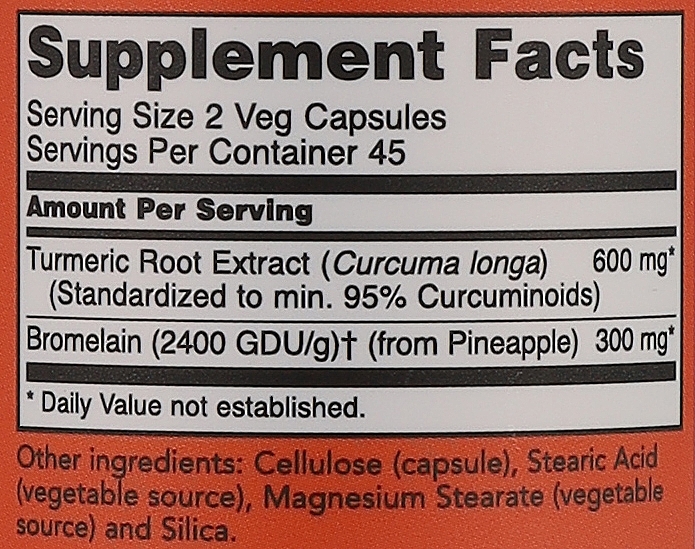 Supplement Facts
Serving Size 2 Veg Capsules
Servings Per Container 45
Amount Per Serving
Turmeric Root Extract (Curcuma longa) 600 mg*
(Standardized to min. 95% Curcuminoids)
Bromelain (2400 GDU/g)† (from Pineapple) 300 mg*
* Daily Value not established.
Other ingredients: Cellulose (capsule), Stearic Acid
(vegetable source), Magnesium Stearate (vegetable
source) and Silica.